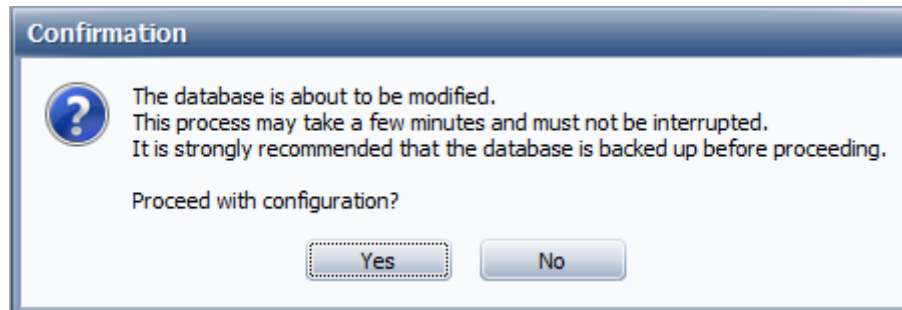 Confirmation
The database is about to be modified.
This process may take a few minutes and must not be interrupted.
It is strongly recommended that the database is backed up before proceeding.
Proceed with configuration?
Yes
No